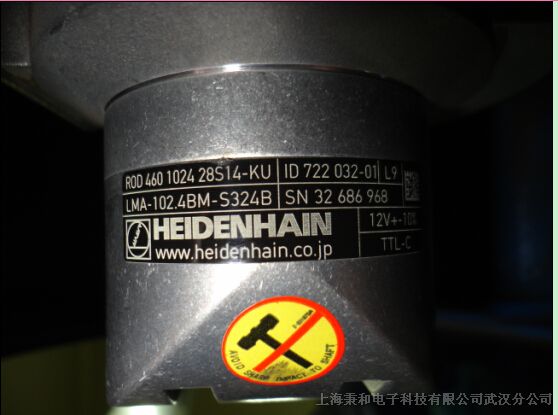 ROD 460 1024 28S14-KU ID 722 032-01 L9
LMA-102.4BM-S324B SN 32 686 968
HEIDENHAIN 12V+-10%
www.heidenhain.co.jp TTL-C
AVOID SHARP IMPACT TO SHAFT
上海秉和电子科技有限公司武汉分公司